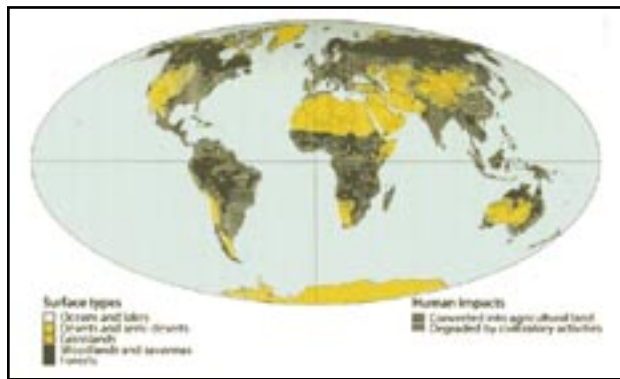 Surface types
Oceans and lakes
Deserts and semi-deserts
Grasslands
Woodlands and savannas
Forests
Human impacts
Converted into agricultural land
Degraded by civilizatory activities